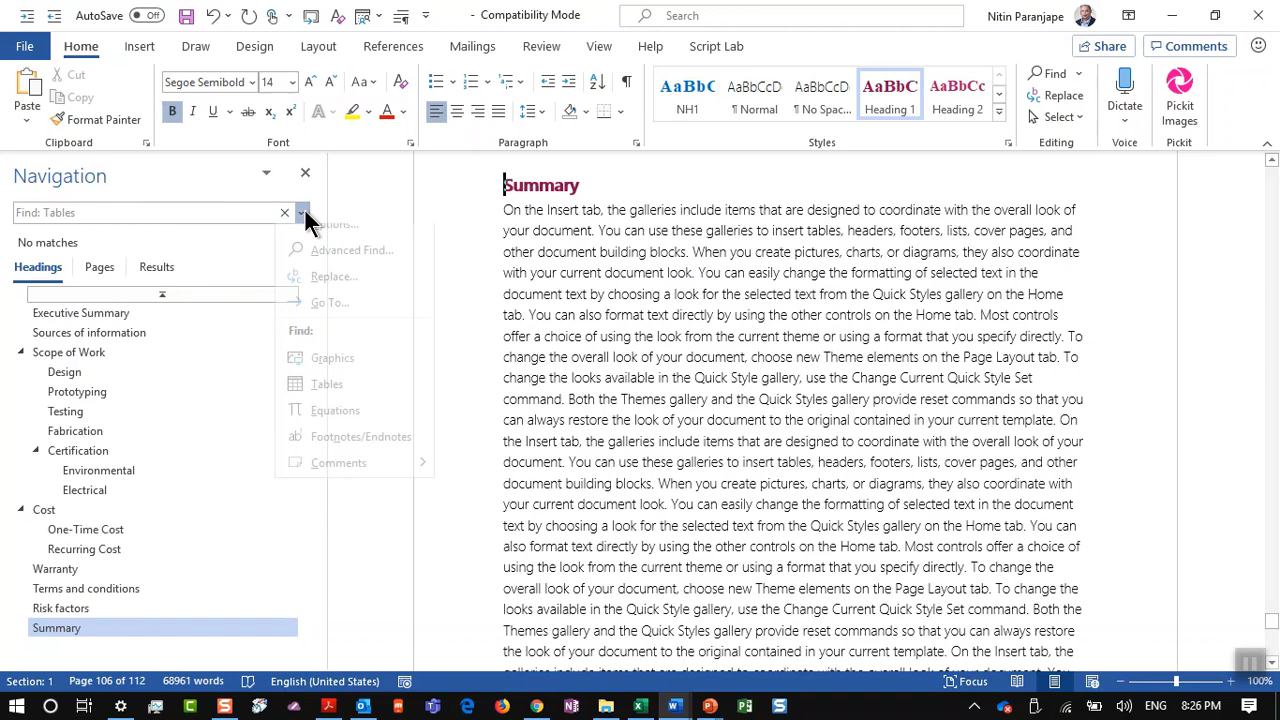 AutoSave Off - Compatibility Mode Search Nitin Paranjape
File Home Insert Draw Design Layout References Mailings Review View Help Script Lab Share Comments
Paste Cut Copy Format Painter
Segoe Semibold 14
AaBbC NH1 AaBbCcD ¶ Normal AaBbCcD ¶ No Spac... AaBbC Heading 1 AaBbCc Heading 2
Find Replace Select
Dictate
Pickit Images
Clipboard Font Paragraph Styles Editing Voice Pickit
Navigation
Find: Tables
No matches
Headings Pages Results
Executive Summary
Sources of information
Scope of Work
Design
Prototyping
Testing
Fabrication
Certification
Environmental
Electrical
Cost
One-Time Cost
Recurring Cost
Warranty
Terms and conditions
Risk factors
Summary
Advanced Find...
Replace...
Go To...
Find:
Graphics
Tables
Equations
Footnotes/Endnotes
Comments
Summary
On the Insert tab, the galleries include items that are designed to coordinate with the overall look of
your document. You can use these galleries to insert tables, headers, footers, lists, cover pages, and
other document building blocks. When you create pictures, charts, or diagrams, they also coordinate
with your current document look. You can easily change the formatting of selected text in the
document text by choosing a look for the selected text from the Quick Styles gallery on the Home
tab. You can also format text directly by using the other controls on the Home tab. Most controls
offer a choice of using the look from the current theme or using a format that you specify directly. To
change the overall look of your document, choose new Theme elements on the Page Layout tab. To
change the looks available in the Quick Style gallery, use the Change Current Quick Style Set
command. Both the Themes gallery and the Quick Styles gallery provide reset commands so that you
can always restore the look of your document to the original contained in your current template. On
the Insert tab, the galleries include items that are designed to coordinate with the overall look of your
document. You can use these galleries to insert tables, headers, footers, lists, cover pages, and other
document building blocks. When you create pictures, charts, or diagrams, they also coordinate with
your current document look. You can easily change the formatting of selected text in the document
text by choosing a look for the selected text from the Quick Styles gallery on the Home tab. You can
also format text directly by using the other controls on the Home tab. Most controls offer a choice of
using the look from the current theme or using a format that you specify directly. To change the
overall look of your document, choose new Theme elements on the Page Layout tab. To change the
looks available in the Quick Style gallery, use the Change Current Quick Style Set command. Both the
Themes gallery and the Quick Styles gallery provide reset commands so that you can always restore
the look of your document to the original contained in your current template. On the Insert tab, the
Section: 1 Page 106 of 112 68961 words English (United States) Focus 100%
ENG 8:26 PM